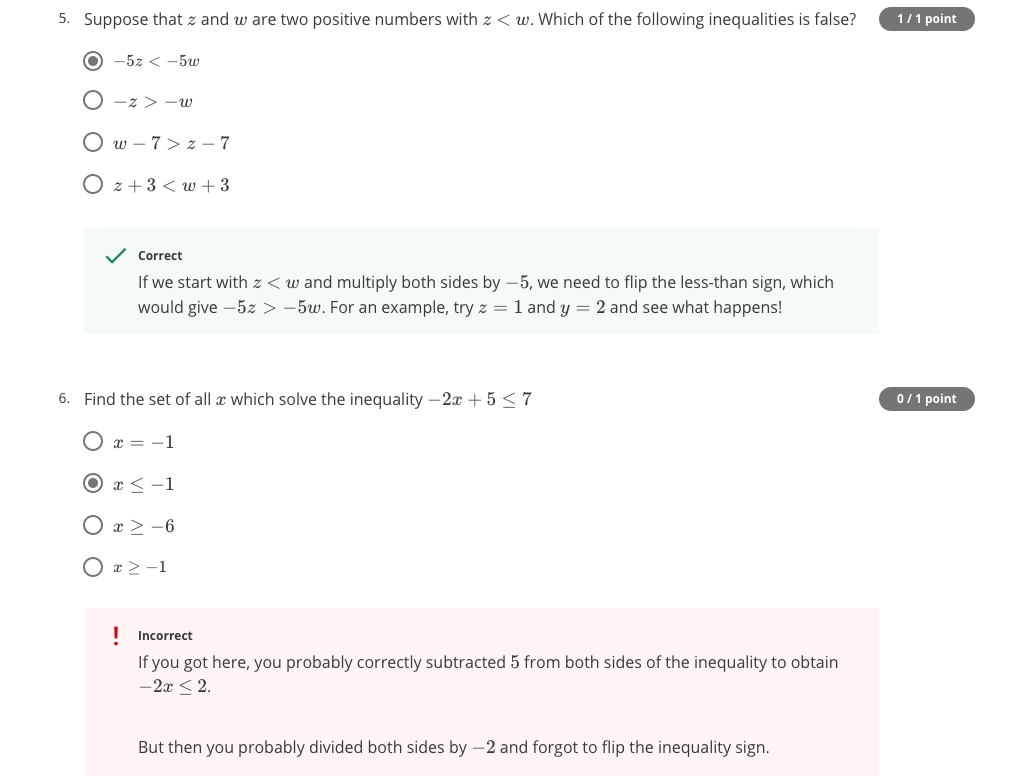 5. Suppose that z and w are two positive numbers with z < w. Which of the following inequalities is false? 1 / 1 point
−5z < −5w
−z > −w
w − 7 > z − 7
z + 3 < w + 3
Correct
If we start with z < w and multiply both sides by −5, we need to flip the less-than sign, which
would give −5z > −5w. For an example, try z = 1 and y = 2 and see what happens!
6. Find the set of all x which solve the inequality −2x + 5 ≤ 7 0 / 1 point
x = −1
x ≤ −1
x ≥ −6
x ≥ −1
! Incorrect
If you got here, you probably correctly subtracted 5 from both sides of the inequality to obtain
−2x ≤ 2.
But then you probably divided both sides by −2 and forgot to flip the inequality sign.